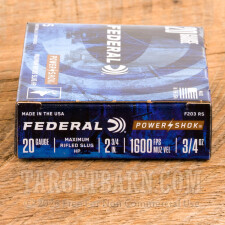 FEDERAL
MADE IN THE USA
F203 RS
FEDERAL
POWER SHOK
20 GAUGE
MAXIMUM
RIFLED SLUG
HP
2 3/4 IN.
1600 FPS MUZ VEL
3/4 OZ
TARGETBARN.COM